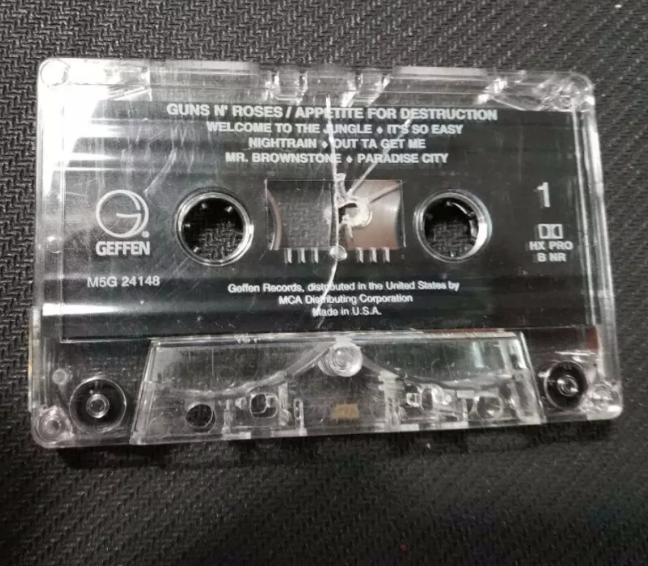 GUNS N' ROSES / APPETITE FOR DESTRUCTION
WELCOME TO THE JUNGLE ♦ IT'S SO EASY
NIGHTRAIN ♦ OUT TA GET ME
MR. BROWNSTONE ♦ PARADISE CITY
1
GEFFEN
®
HX PRO
B NR
M5G 24148
Geffen Records, distributed in the United States by
MCA Distributing Corporation
Made in U.S.A.